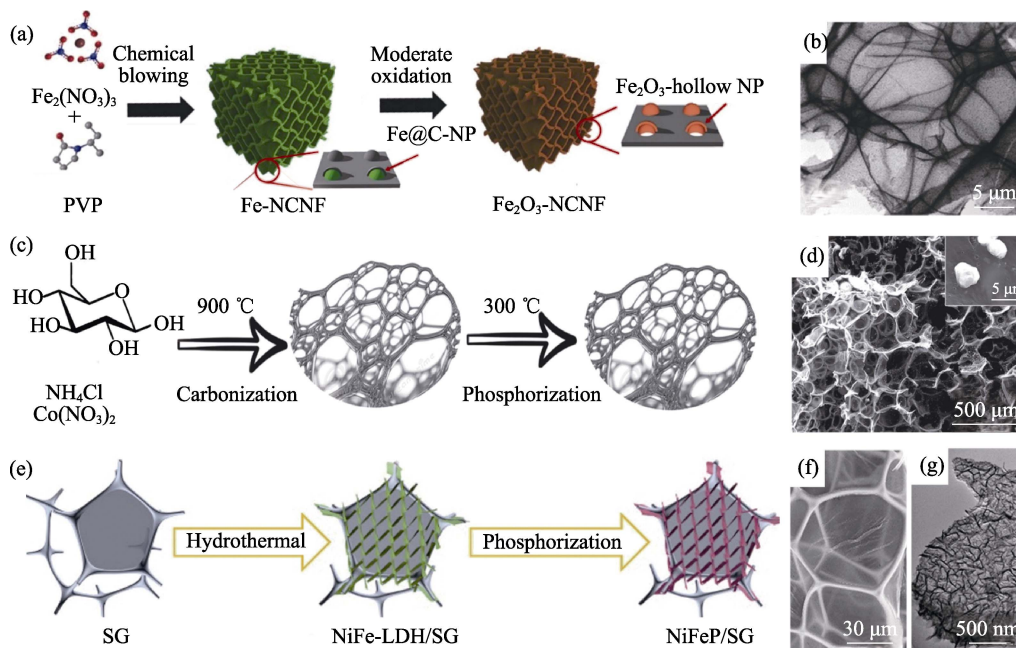 (a)
Fe₂(NO₃)₃
+
PVP
Chemical
blowing
Fe-NCNF
Moderate
oxidation
Fe@C-NP
Fe₂O₃-hollow NP
Fe₂O₃-NCNF
(b)
5 μm
(c)
OH
OH
HO
O
HO
OH
OH
NH₄Cl
Co(NO₃)₂
900 ℃
Carbonization
300 ℃
Phosphorization
(d)
5 μm
500 μm
(e)
SG
Hydrothermal
NiFe-LDH/SG
Phosphorization
NiFeP/SG
(f)
30 μm
(g)
500 nm